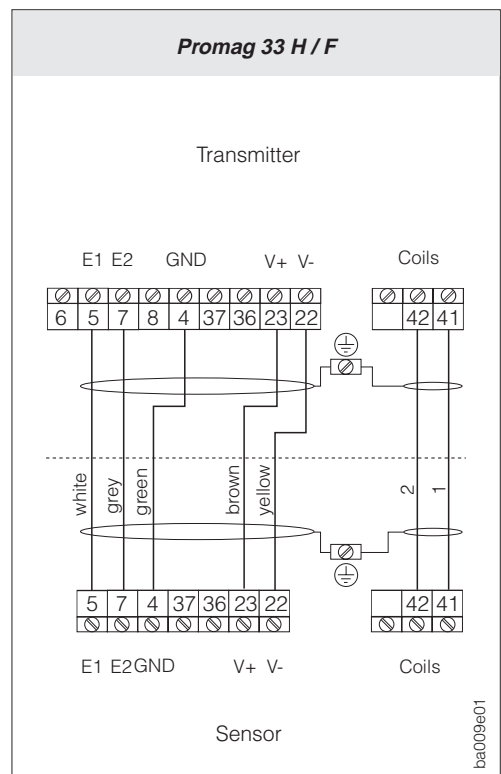 Promag 33 H / F
Transmitter
E1 E2 GND V+ V- Coils
6 5 7 8 4 37 36 23 22 42 41
white grey green brown yellow 2 1
5 7 4 37 36 23 22 42 41
E1 E2 GND V+ V- Coils
Sensor
ba009e01